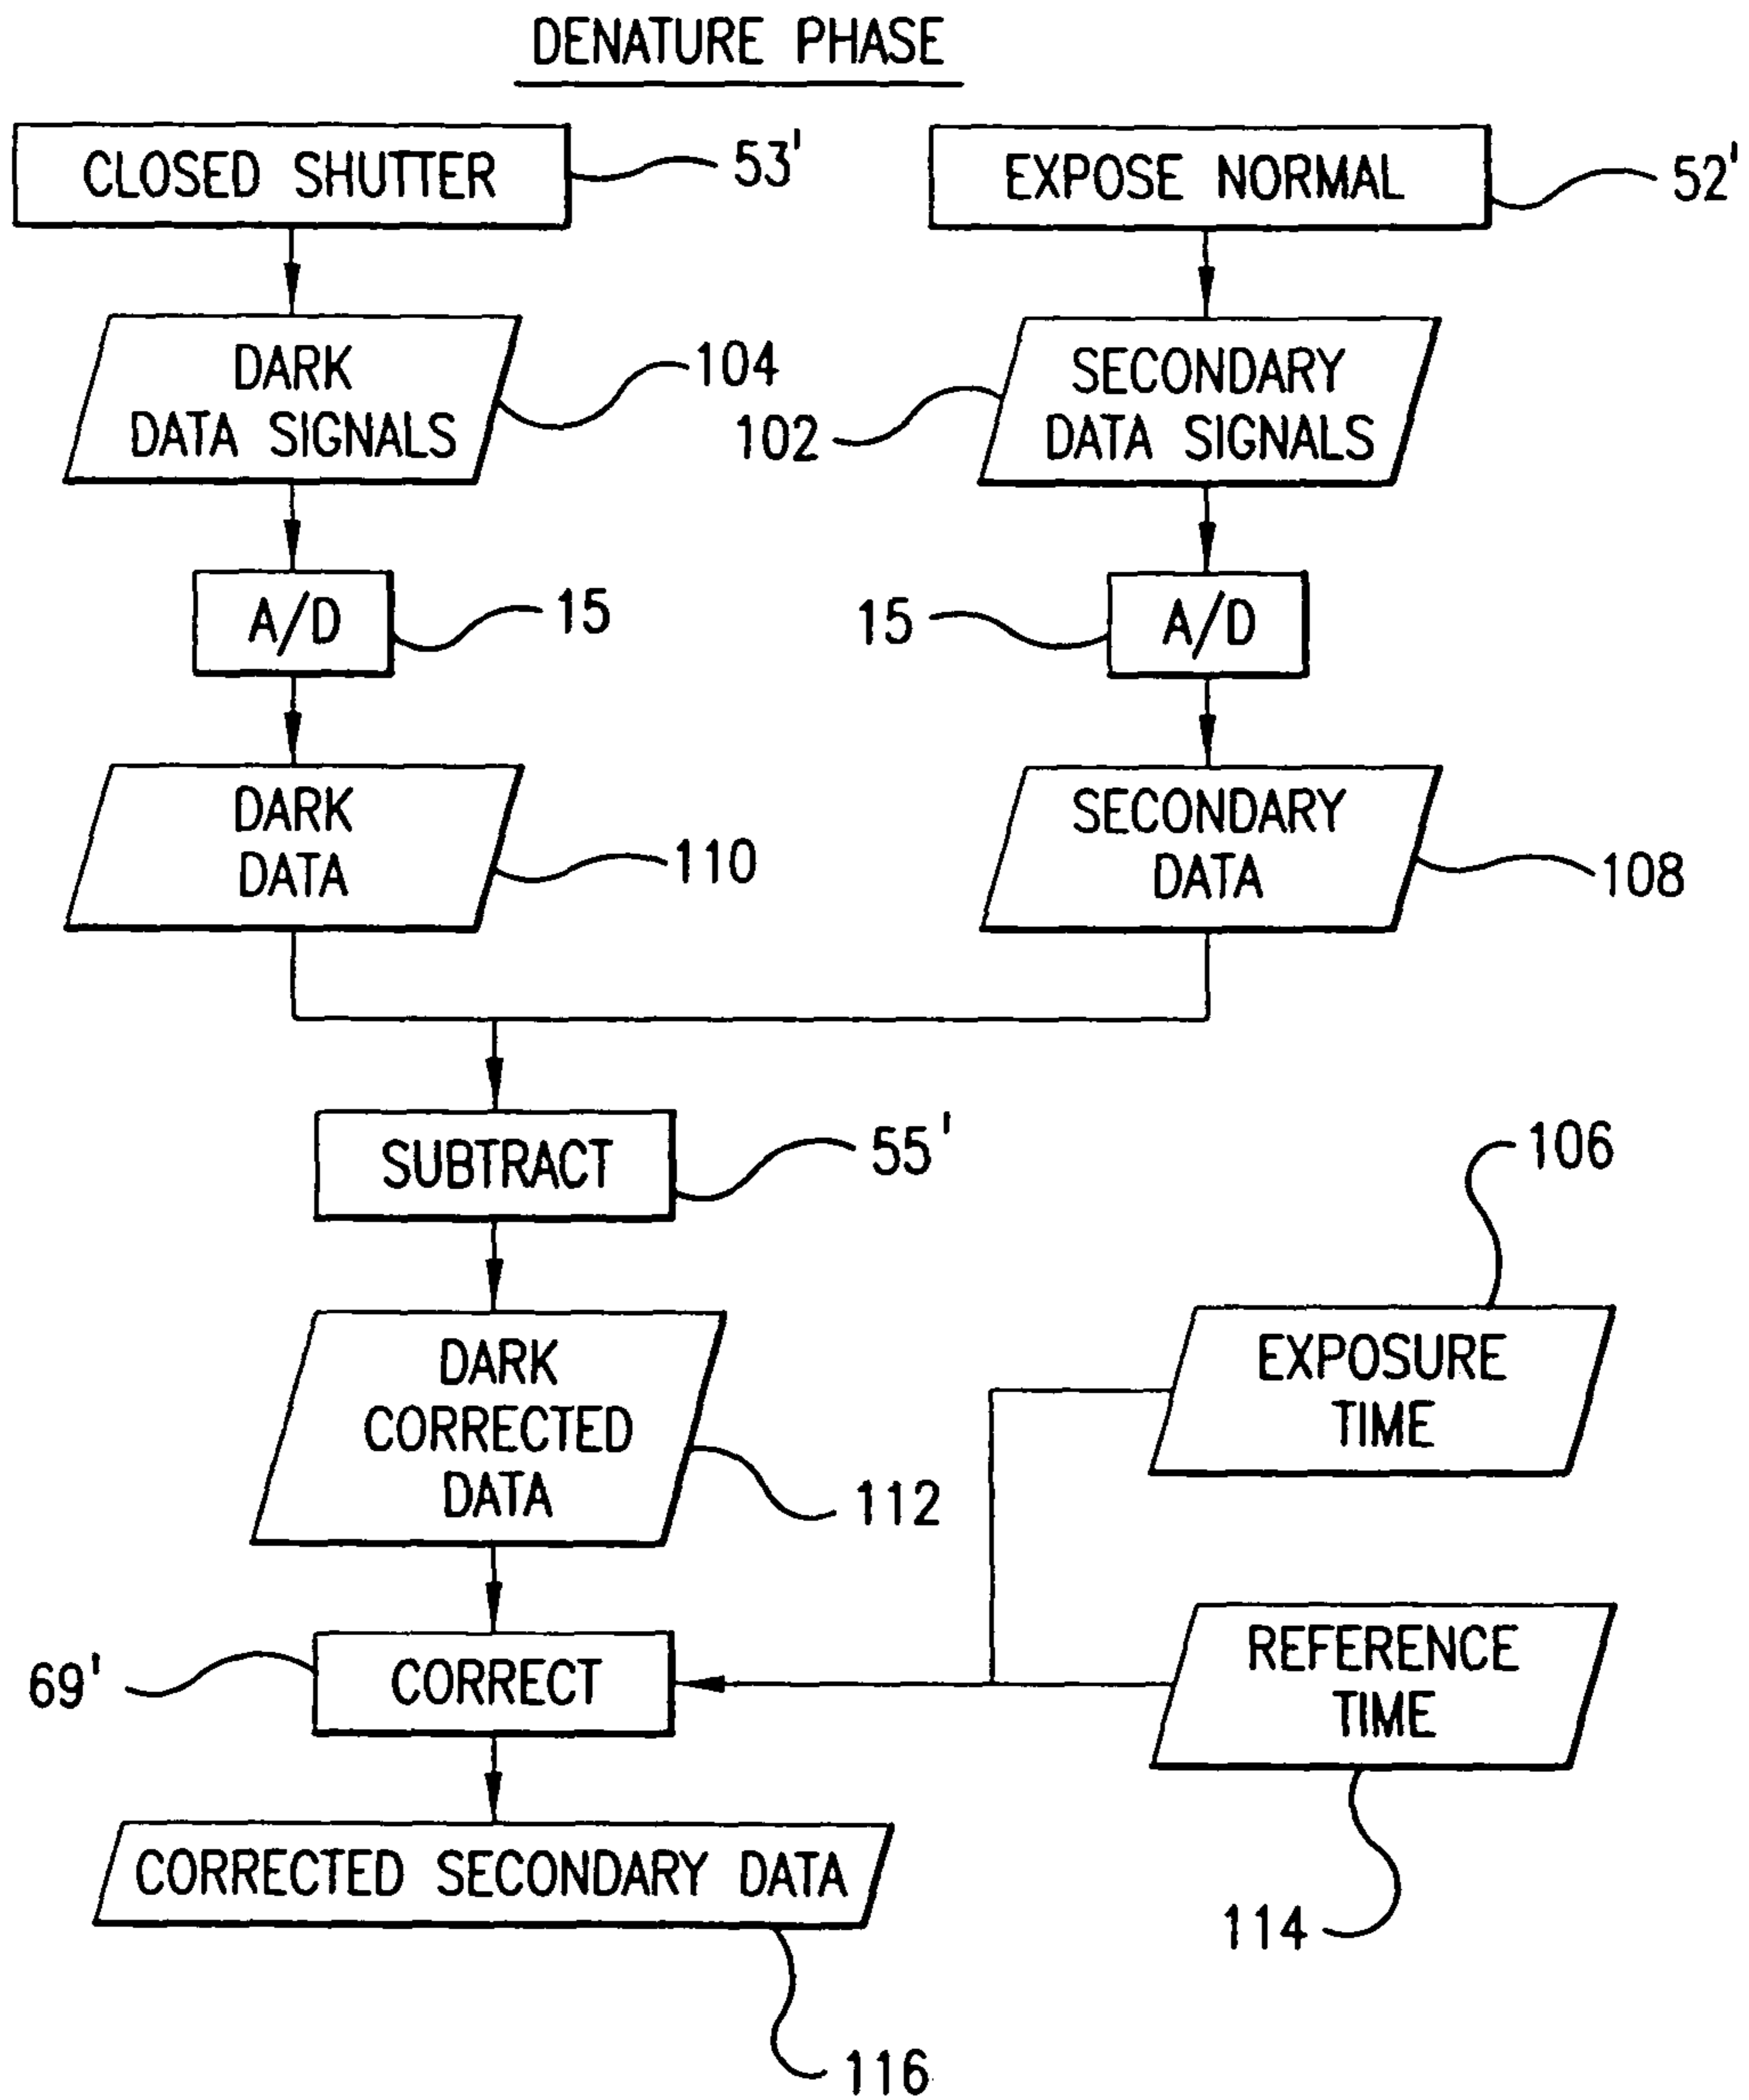 DENATURE PHASE
CLOSED SHUTTER
53'
EXPOSE NORMAL
52'
DARK
DATA SIGNALS
104
SECONDARY
DATA SIGNALS
102
A/D
15
15
A/D
DARK
DATA
110
SECONDARY
DATA
108
SUBTRACT
55'
DARK
CORRECTED
DATA
112
106
EXPOSURE
TIME
69'
CORRECT
REFERENCE
TIME
114
CORRECTED SECONDARY DATA
116